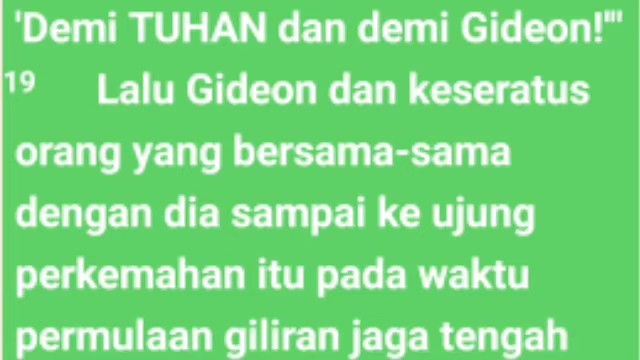 'Demi TUHAN dan demi Gideon!'"
19 Lalu Gideon dan keseratus
orang yang bersama-sama
dengan dia sampai ke ujung
perkemahan itu pada waktu
permulaan giliran jaga tengah